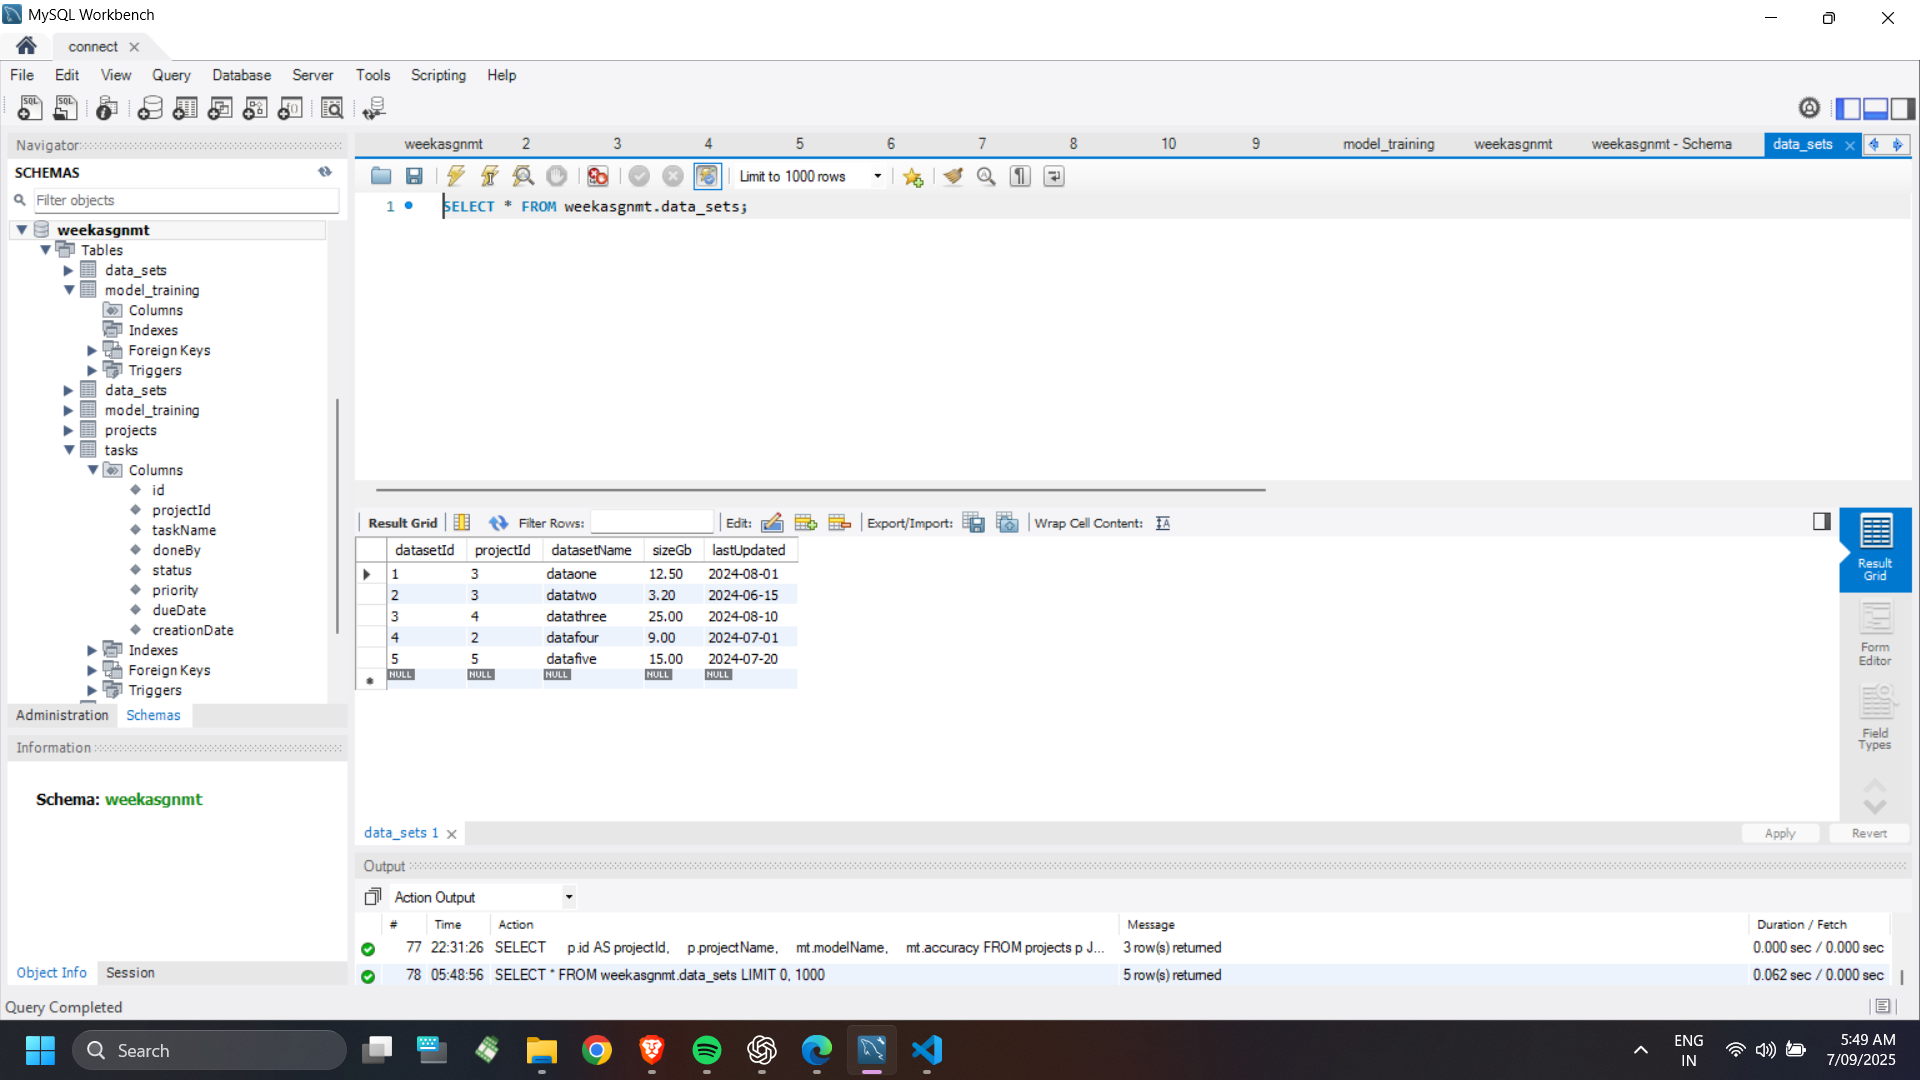 MySQL Workbench
connect
File Edit View Query Database Server Tools Scripting Help
Navigator
weekasgnmt 2 3 4 5 6 7 8 10 9 model_training weekasgnmt weekasgnmt - Schema data_sets
SCHEMAS
Limit to 1000 rows
Filter objects
1 SELECT * FROM weekasgnmt.data_sets;
weekasgnmt
Tables
data_sets
model_training
Columns
Indexes
Foreign Keys
Triggers
data_sets
model_training
projects
tasks
Columns
id
projectId
taskName
doneBy
status
priority
dueDate
creationDate
Indexes
Foreign Keys
Triggers
Administration Schemas
Information
Schema: weekasgnmt
Object Info Session
Result Grid Filter Rows: Edit: Export/Import: Wrap Cell Content:
datasetId projectId datasetName sizeGb lastUpdated
1 3 dataone 12.50 2024-08-01
2 3 datatwo 3.20 2024-06-15
3 4 datathree 25.00 2024-08-10
4 2 datafour 9.00 2024-07-01
5 5 datafive 15.00 2024-07-20
NULL NULL NULL NULL NULL
Result
Grid
Form
Editor
Field
Types
data_sets 1
Apply Revert
Output
Action Output
# Time Action Message Duration / Fetch
77 22:31:26 SELECT p.id AS projectId, p.projectName, mt.modelName, mt.accuracy FROM projects p J... 3 row(s) returned 0.000 sec / 0.000 sec
78 05:48:56 SELECT * FROM weekasgnmt.data_sets LIMIT 0, 1000 5 row(s) returned 0.062 sec / 0.000 sec
Query Completed
Search
ENG
IN
5:49 AM
7/09/2025